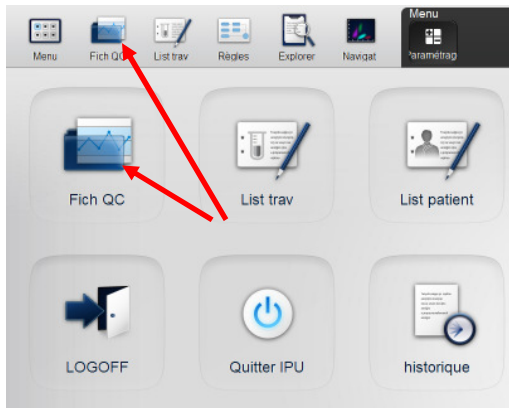 Menu
Menu Fich QC List trav Règles Explorer Navigat Paramétrag
Fich QC List trav List patient
LOGOFF Quitter IPU historique